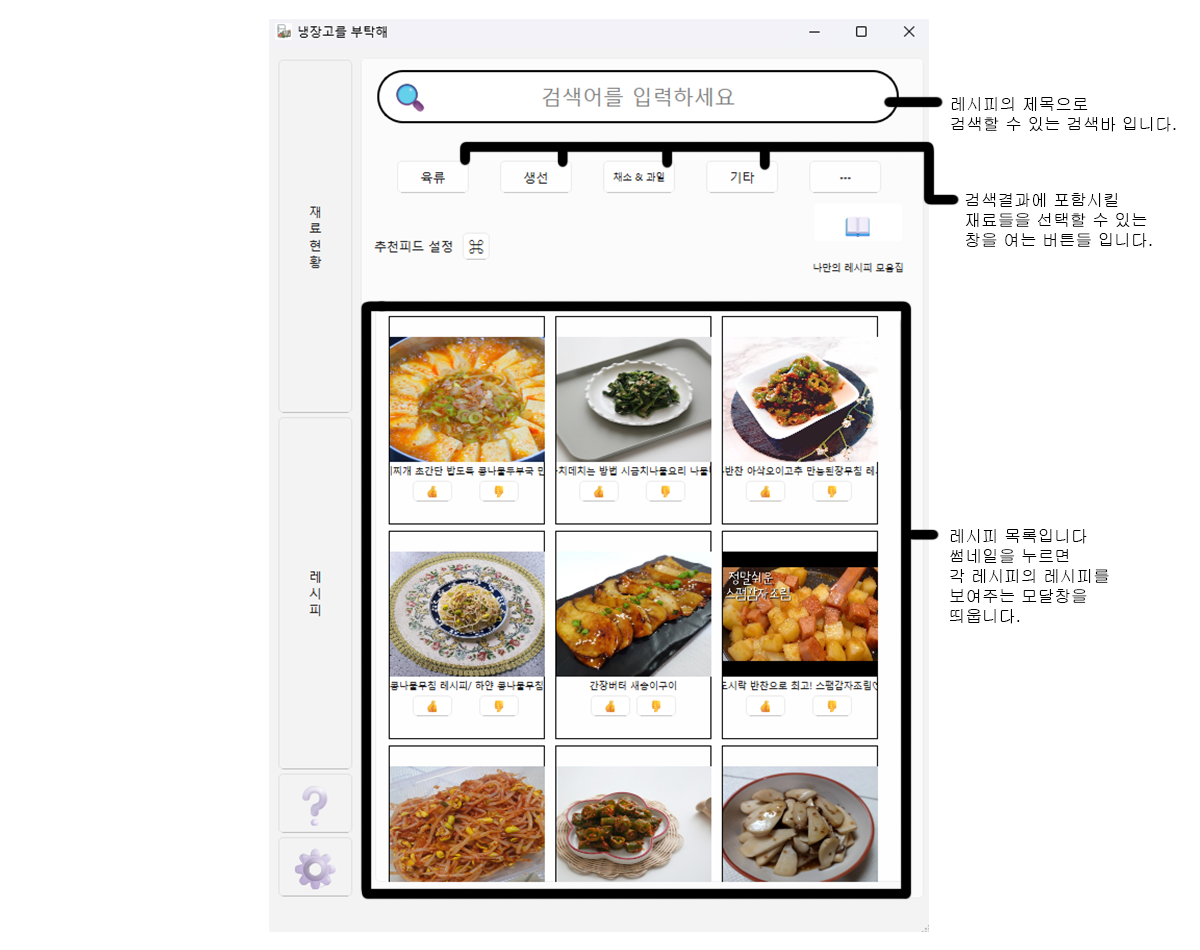 냉장고를 부탁해
검색어를 입력하세요
레시피의 제목으로
검색할 수 있는 검색바 입니다.
육류
생선
채소 & 과일
기타
...
검색결과에 포함시킬
재료들을 선택할 수 있는
창을 여는 버튼들 입니다.
재료현황
추천피드 설정
나만의 레시피 모음집
찌개 초간단 밥도둑 콩나물두부국
데치는 방법 시금치나물요리 나물
반찬 아삭오이고추 만능된장무침
레시피 목록입니다
썸네일을 누르면
각 레시피의 레시피를
보여주는 모달창을
띄웁니다.
레시피
정말쉬운
스팸감자조림
콩나물무침 레시피/ 하얀 콩나물무침
간장버터 새송이구이
도시락 반찬으로 최고! 스팸감자조림